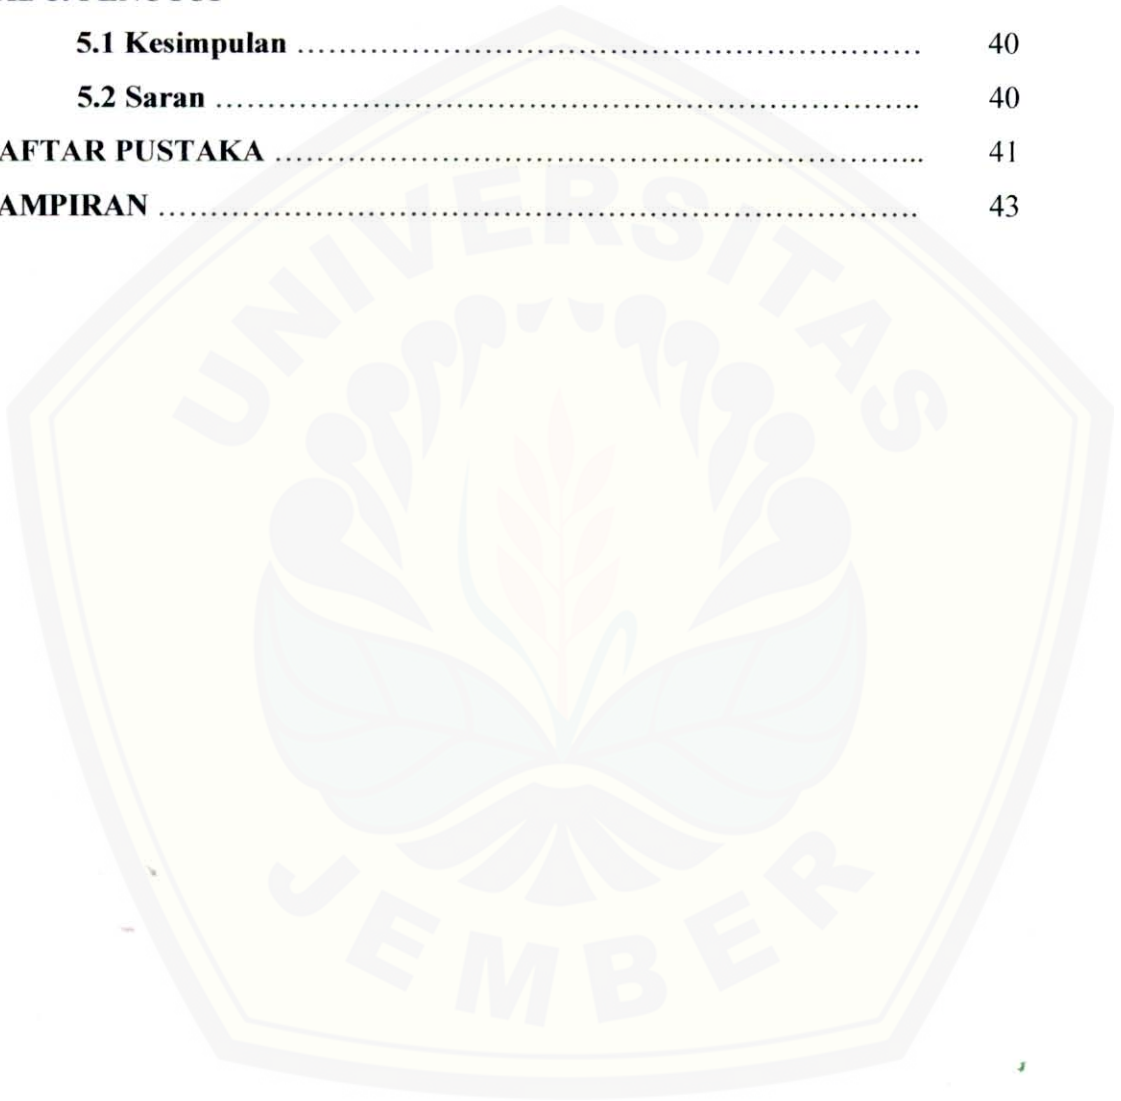 5.1 Kesimpulan ........................................................................ 40
5.2 Saran ................................................................................. 40
AFTAR PUSTAKA .......................................................................... 41
AMPIRAN ....................................................................................... 43
UNIVERSITAS
JEMBER